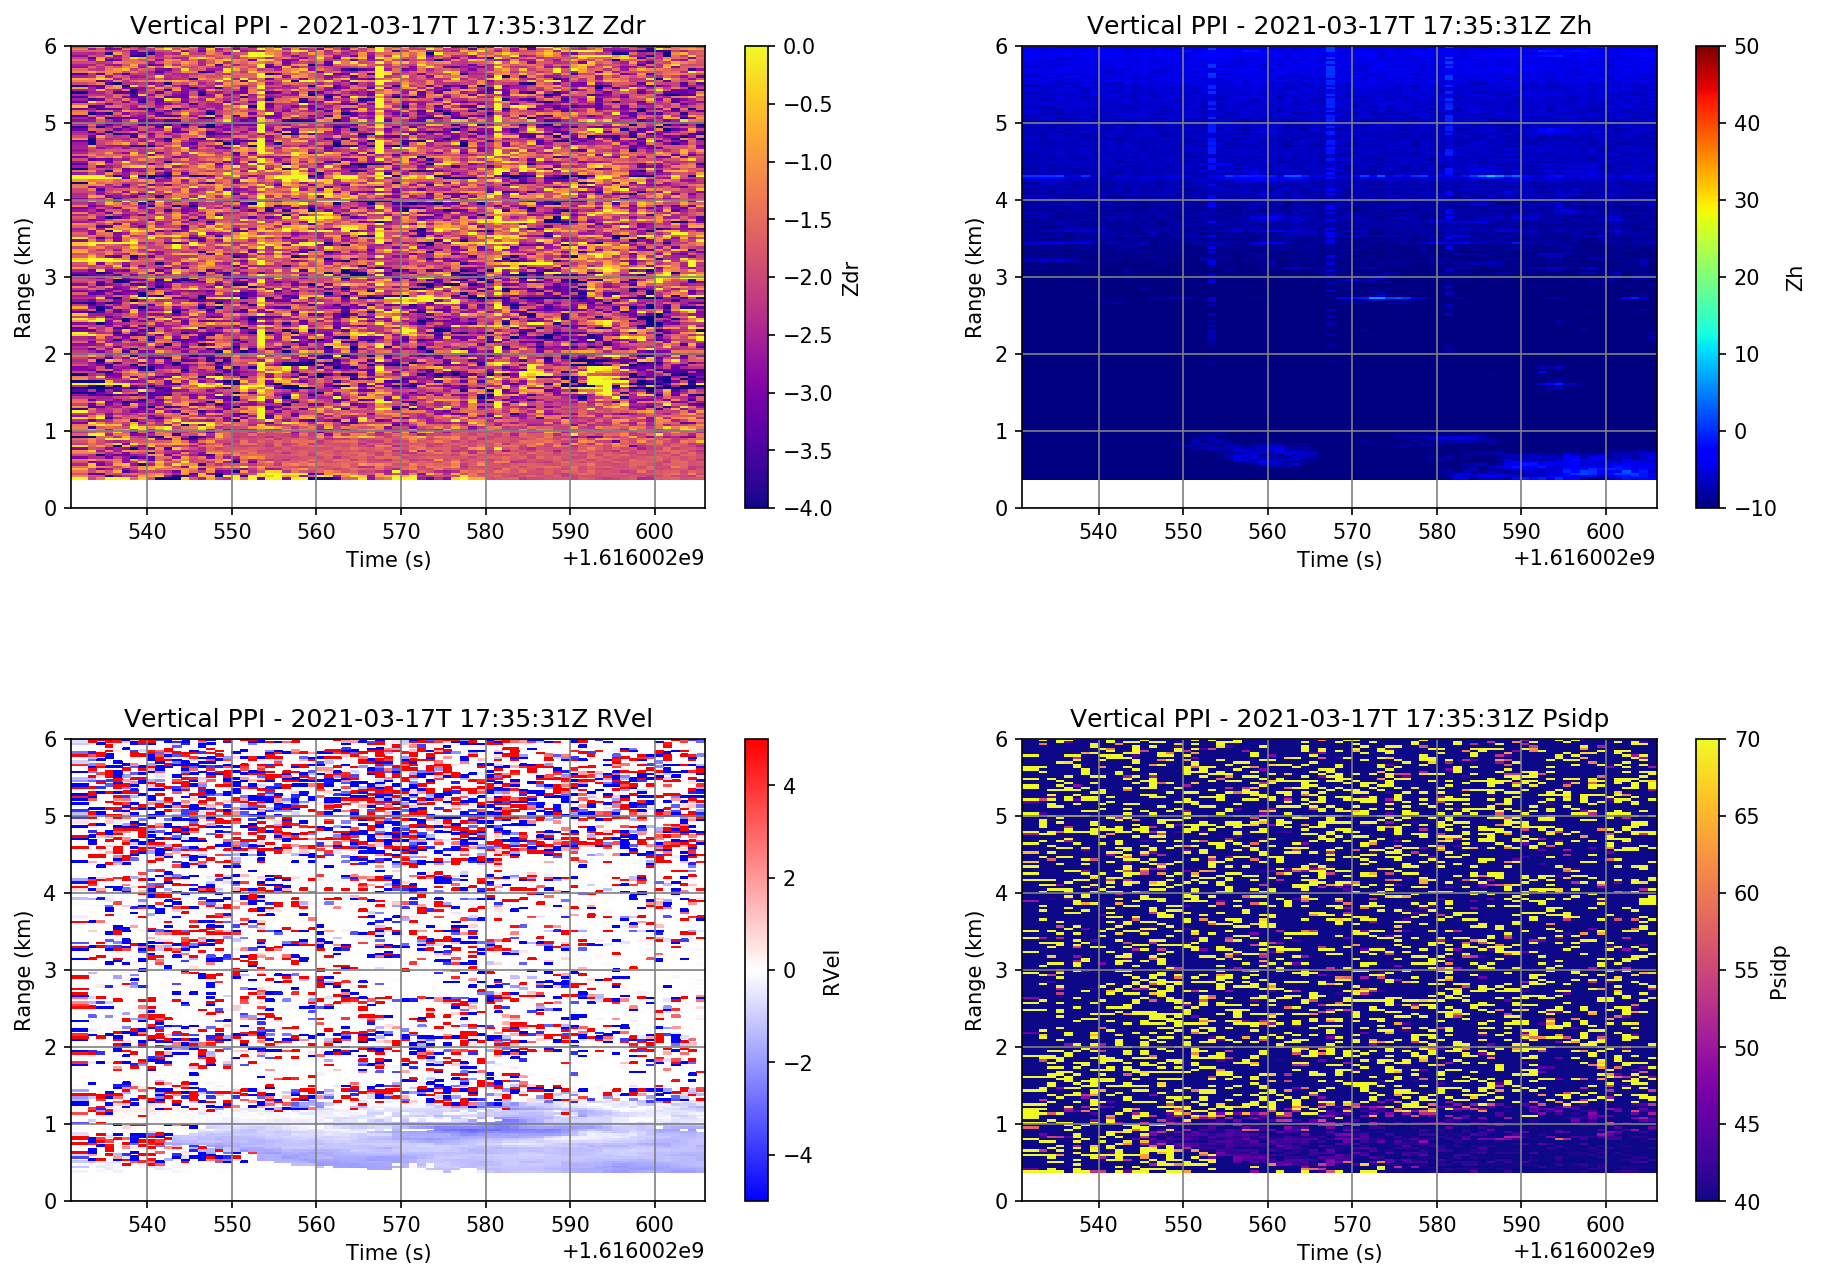 Vertical PPI - 2021-03-17T 17:35:31Z Zdr
6
5
4
3
2
1
0
Range (km)
540 550 560 570 580 590 600
Time (s)
+1.616002e9
0.0
−0.5
−1.0
−1.5
−2.0
−2.5
−3.0
−3.5
−4.0
Zdr
Vertical PPI - 2021-03-17T 17:35:31Z Zh
6
5
4
3
2
1
0
Range (km)
540 550 560 570 580 590 600
Time (s)
+1.616002e9
50
40
30
20
10
0
−10
Zh
Vertical PPI - 2021-03-17T 17:35:31Z RVel
6
5
4
3
2
1
0
Range (km)
540 550 560 570 580 590 600
Time (s)
+1.616002e9
4
2
0
−2
−4
RVel
Vertical PPI - 2021-03-17T 17:35:31Z Psidp
6
5
4
3
2
1
0
Range (km)
540 550 560 570 580 590 600
Time (s)
+1.616002e9
70
65
60
55
50
45
40
Psidp